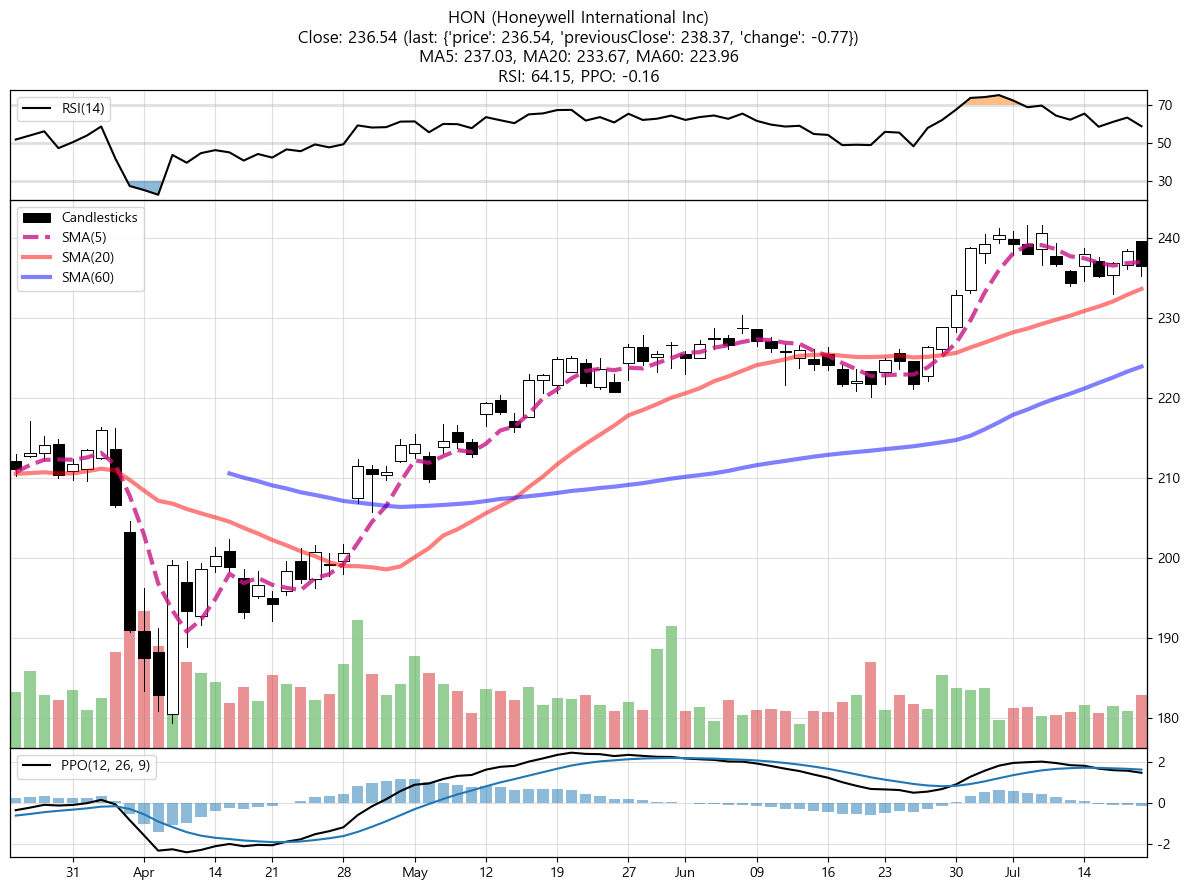 HON (Honeywell International Inc)
Close: 236.54 (last: {'price': 236.54, 'previousClose': 238.37, 'change': -0.77})
MA5: 237.03, MA20: 233.67, MA60: 223.96
RSI: 64.15, PPO: -0.16
RSI(14)
70
50
30
Candlesticks
SMA(5)
SMA(20)
SMA(60)
240
230
220
210
200
190
180
PPO(12, 26, 9)
2
0
-2
31 Apr 14 21 28 May 12 19 27 Jun 09 16 23 30 Jul 14